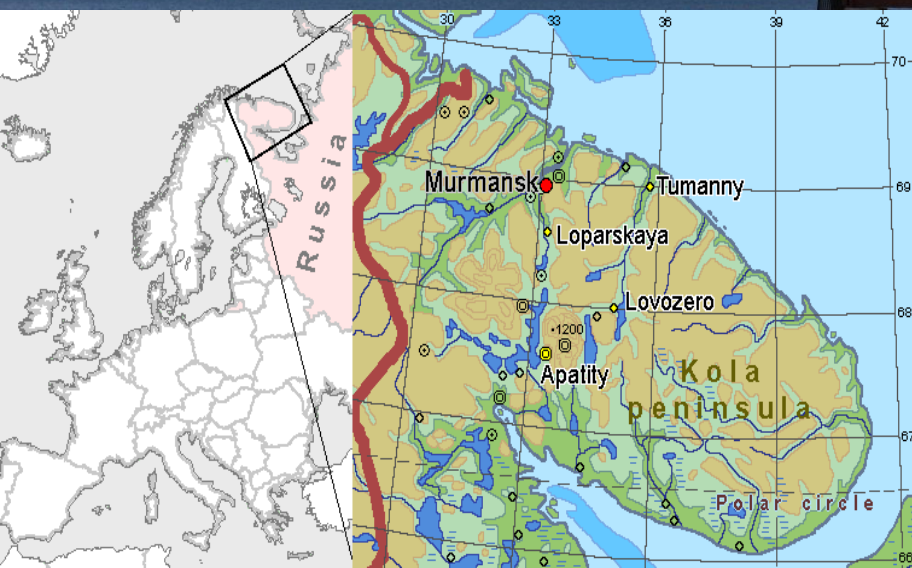 30 33 36 39 42
70
Russia
Murmansk
Tumanny
69
Loparskaya
Lovozero
68
•1200
Apatity
Kola
peninsula
67
Polar circle
66